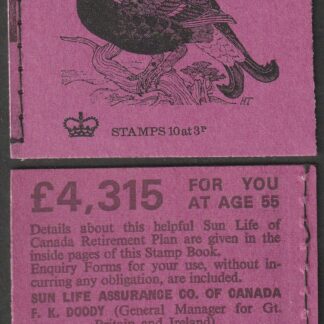 HT
STAMPS 10 at 3P
£4,315 FOR YOU
AT AGE 55
Details about this helpful Sun Life of
Canada Retirement Plan are given in the
inside pages of this Stamp Book.
Enquiry Forms for your use, without in-
curring any obligation, are included.
SUN LIFE ASSURANCE CO. OF CANADA
F. K. DOODY (General Manager for Gt.
Britain and Ireland)